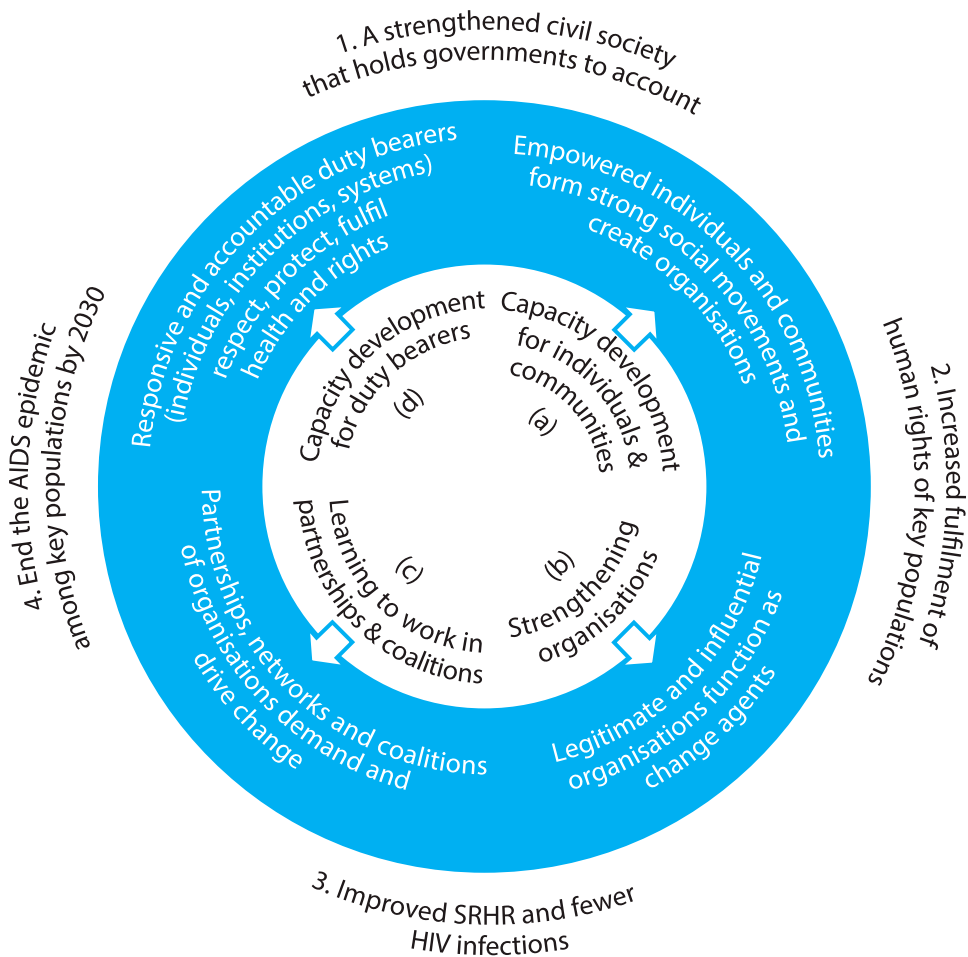 1. A strengthened civil society
that holds governments to account
2. Increased fulfilment of
human rights of key populations
3. Improved SRHR and fewer
HIV infections
4. End the AIDS epidemic
among key populations by 2030
Empowered individuals and communities
form strong social movements and
create organisations
Legitimate and influential
organisations function as
change agents
Partnerships, networks and coalitions
of organisations demand and
drive change
Responsive and accountable duty bearers
(individuals, institutions, systems)
respect, protect, fulfil
health and rights
Capacity development
for individuals &
communities
(a)
(b)
Strengthening
organisations
(c)
Learning to work in
partnerships & coalitions
Capacity development
for duty bearers
(d)